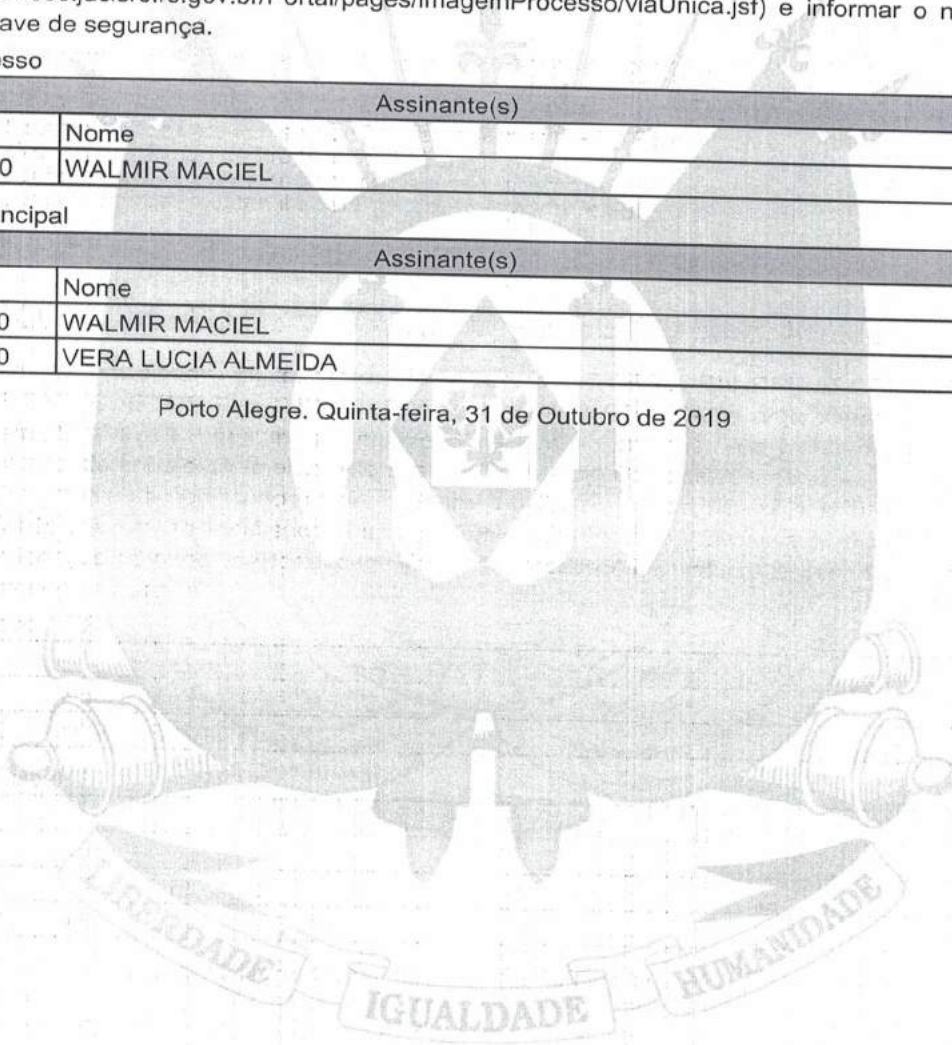 ave de segurança.
Assinante(s)
Nome
0 WALMIR MACIEL
ncipal
Assinante(s)
Nome
0 WALMIR MACIEL
0 VERA LUCIA ALMEIDA
Porto Alegre. Quinta-feira, 31 de Outubro de 2019
LIBERDADE
IGUALDADE
HUMANIDADE